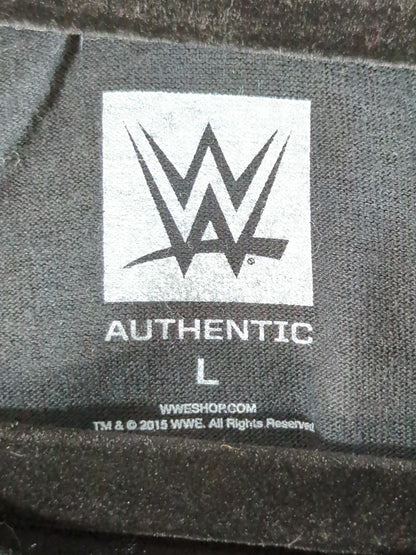 W
AUTHENTIC
L
WWESHOP.COM
TM & © 2015 WWE. All Rights Reserved